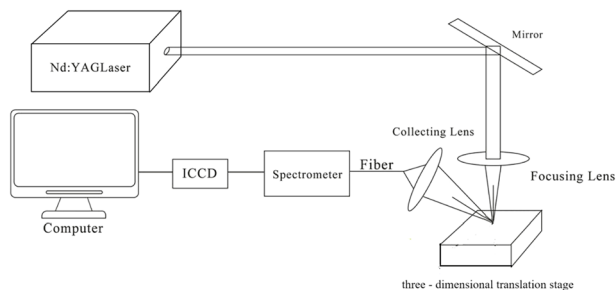 Mirror
Nd:YAGLaser
Collecting Lens
Fiber
ICCD
Spectrometer
Focusing Lens
Computer
three - dimensional translation stage